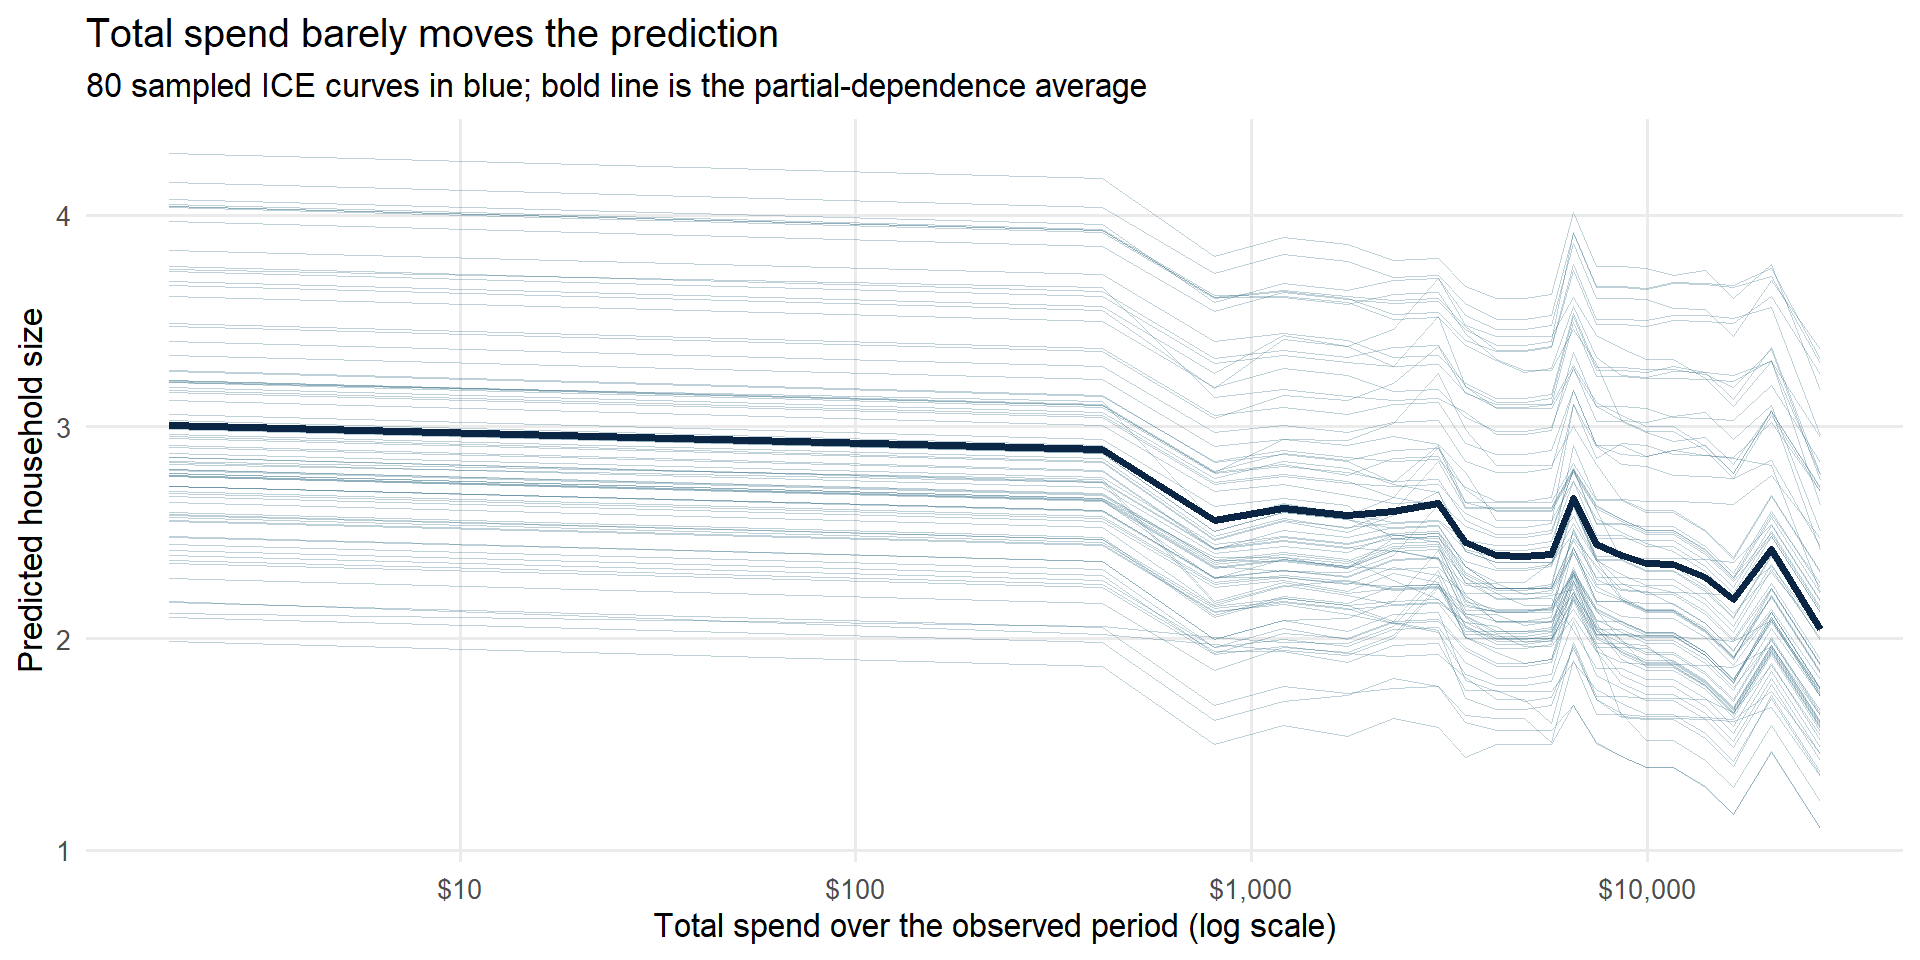 Total spend barely moves the prediction
80 sampled ICE curves in blue; bold line is the partial-dependence average
Predicted household size
4
3
2
1
$10
$100
$1,000
$10,000
Total spend over the observed period (log scale)